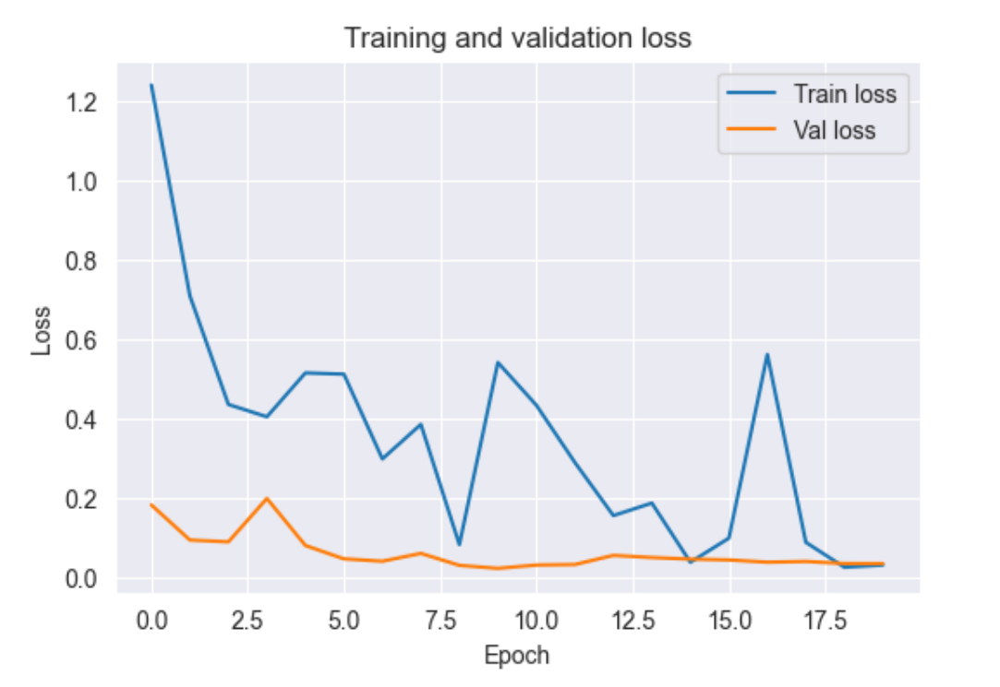 Training and validation loss
Train loss
Val loss
1.2
1.0
0.8
0.6
0.4
0.2
0.0
Loss
0.0 2.5 5.0 7.5 10.0 12.5 15.0 17.5
Epoch